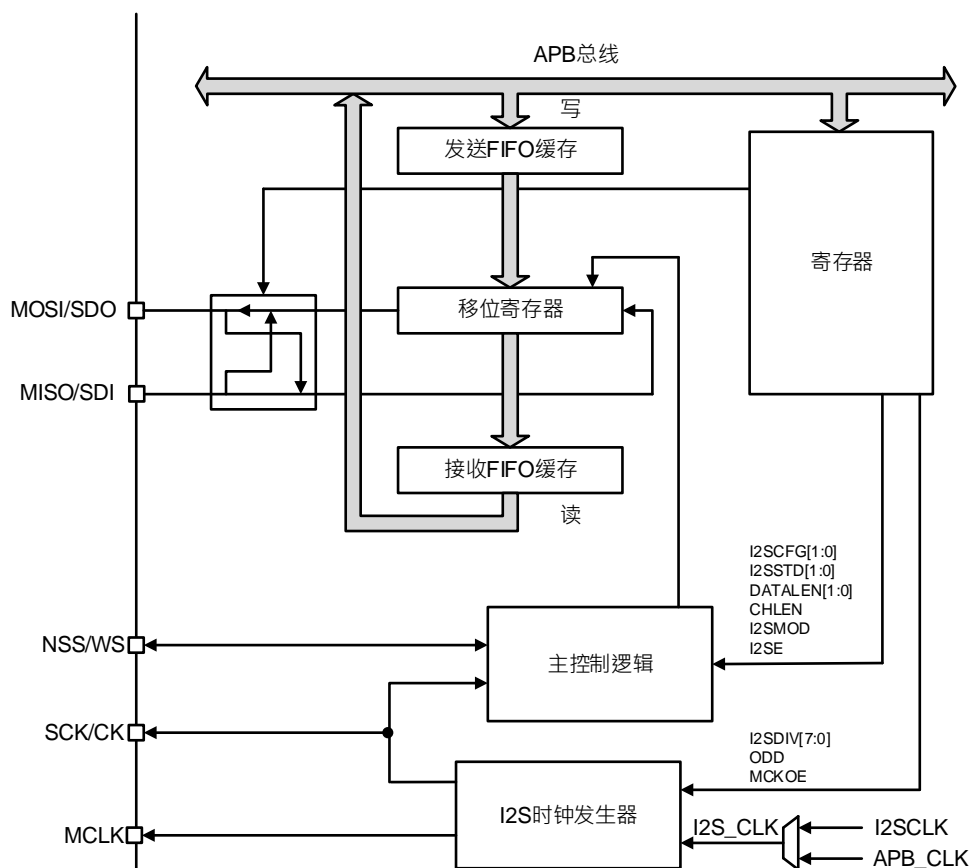 APB总线
写
发送FIFO缓存
寄存器
MOSI/SDO
移位寄存器
MISO/SDI
接收FIFO缓存
读
I2SCFG[1:0]
I2SSTD[1:0]
DATALEN[1:0]
CHLEN
I2SMOD
I2SE
NSS/WS
主控制逻辑
SCK/CK
I2SDIV[7:0]
ODD
MCKOE
I2S时钟发生器
MCLK
I2S_CLK
I2SCLK
APB_CLK